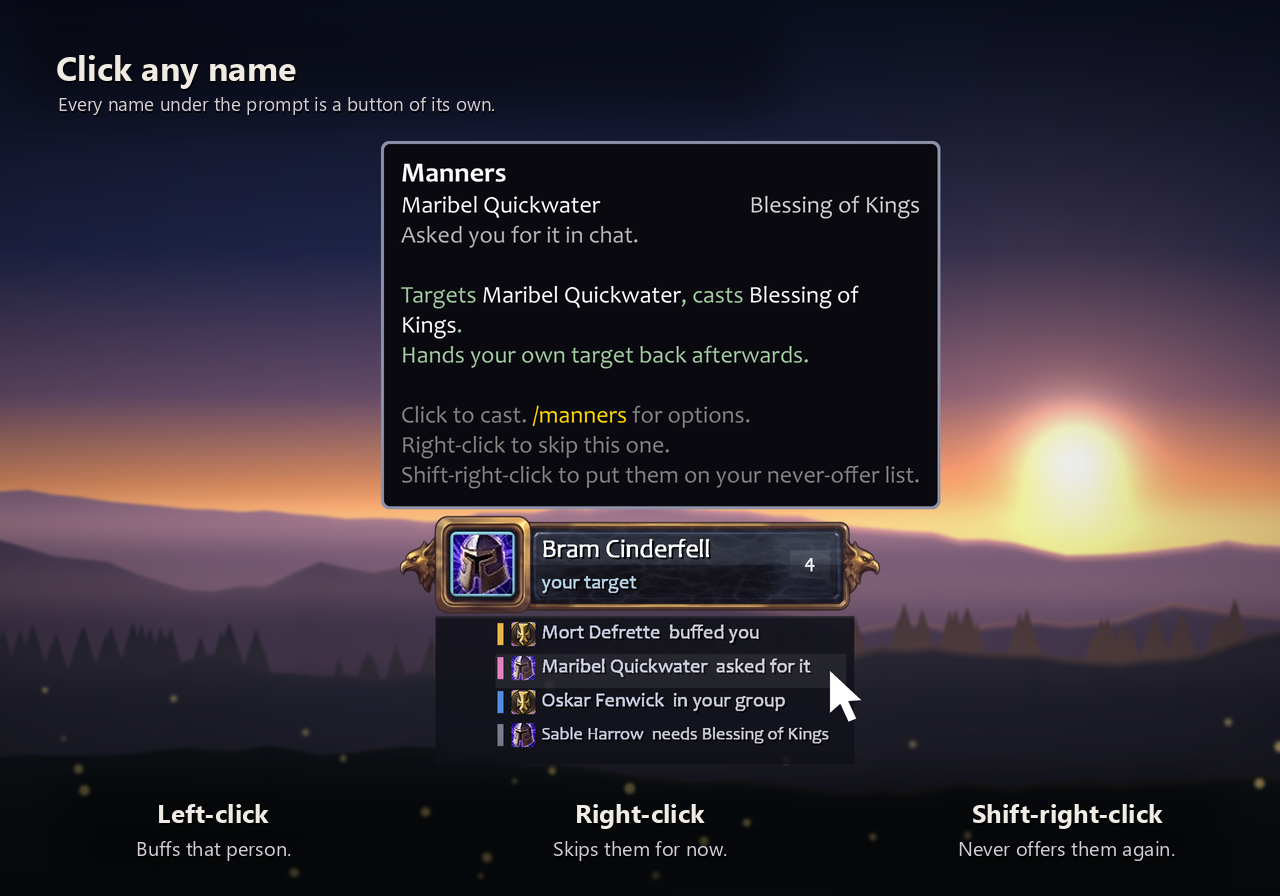 Click any name
Every name under the prompt is a button of its own.
Manners
Maribel Quickwater Blessing of Kings
Asked you for it in chat.
Targets Maribel Quickwater, casts Blessing of
Kings.
Hands your own target back afterwards.
Click to cast. /manners for options.
Right-click to skip this one.
Shift-right-click to put them on your never-offer list.
Bram Cinderfell
your target
4
Mort Defrette buffed you
Maribel Quickwater asked for it
Oskar Fenwick in your group
Sable Harrow needs Blessing of Kings
Left-click
Buffs that person.
Right-click
Skips them for now.
Shift-right-click
Never offers them again.